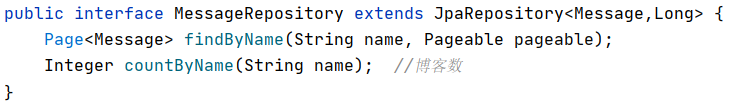 public interface MessageRepository extends JpaRepository<Message,Long> {
    Page<Message> findByName(String name, Pageable pageable);
    Integer countByName(String name);  //博客数
}